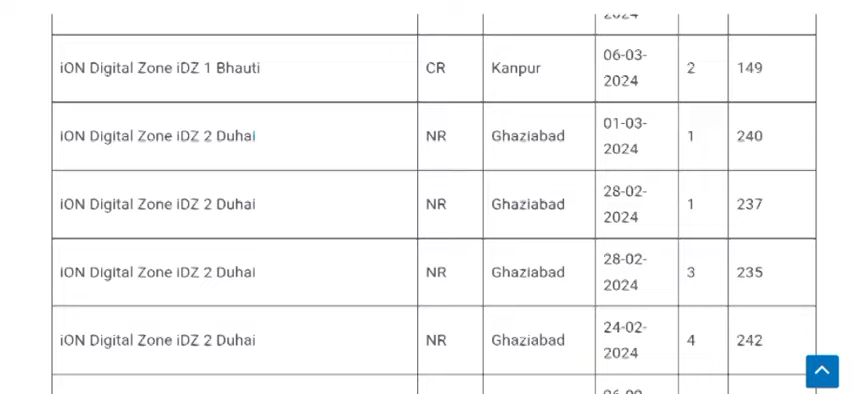 iON Digital Zone iDZ 1 Bhauti CR Kanpur 06-03-2024 2 149
iON Digital Zone iDZ 2 Duhai NR Ghaziabad 01-03-2024 1 240
iON Digital Zone iDZ 2 Duhai NR Ghaziabad 28-02-2024 1 237
iON Digital Zone iDZ 2 Duhai NR Ghaziabad 28-02-2024 3 235
iON Digital Zone iDZ 2 Duhai NR Ghaziabad 24-02-2024 4 242